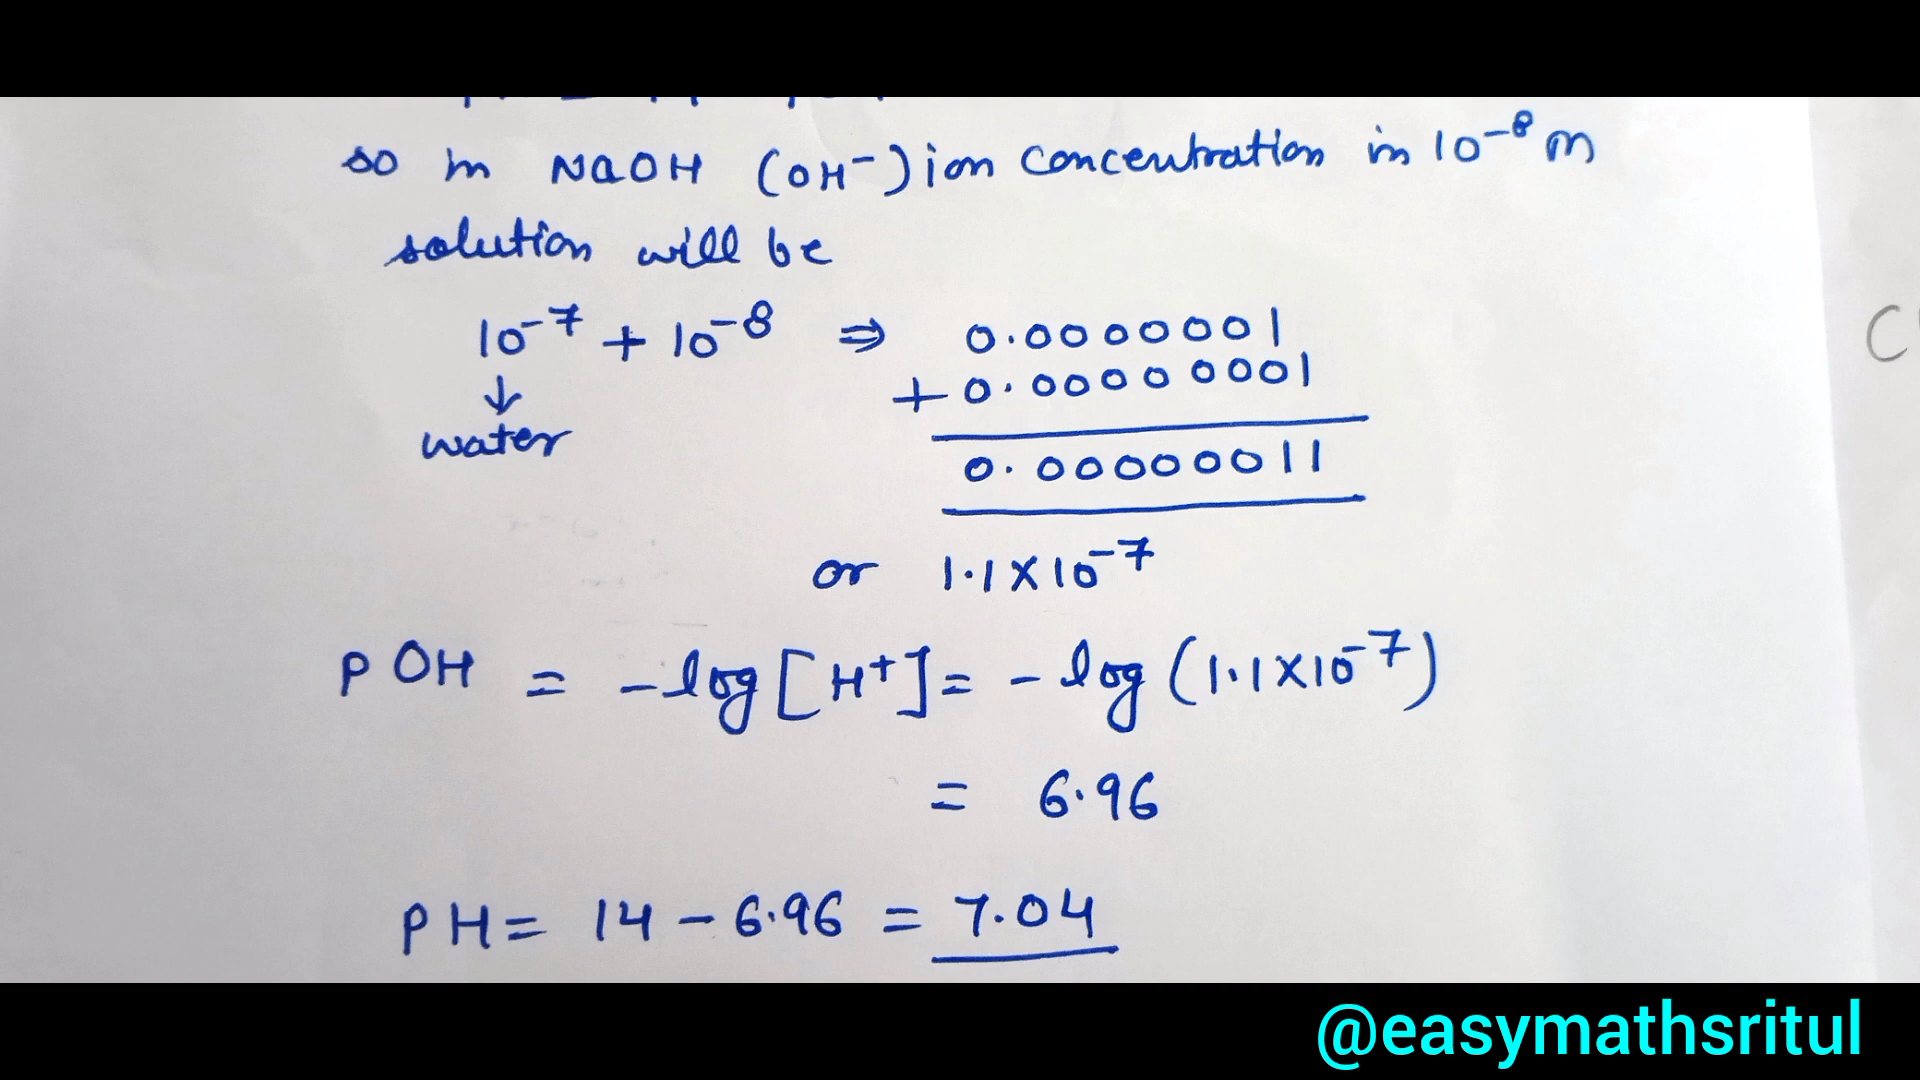 so in NaOH (OH⁻) ion concentration in 10⁻⁸ m
solution will be
10⁻⁷ + 10⁻⁸ ⇒ 0.0000001
+ 0.00000001
↓
water
0.00000011
or 1.1 × 10⁻⁷
POH = -log [H⁺] = -log (1.1×10⁻⁷)
= 6.96
PH = 14 - 6.96 = 7.04
C
@easymathsritul